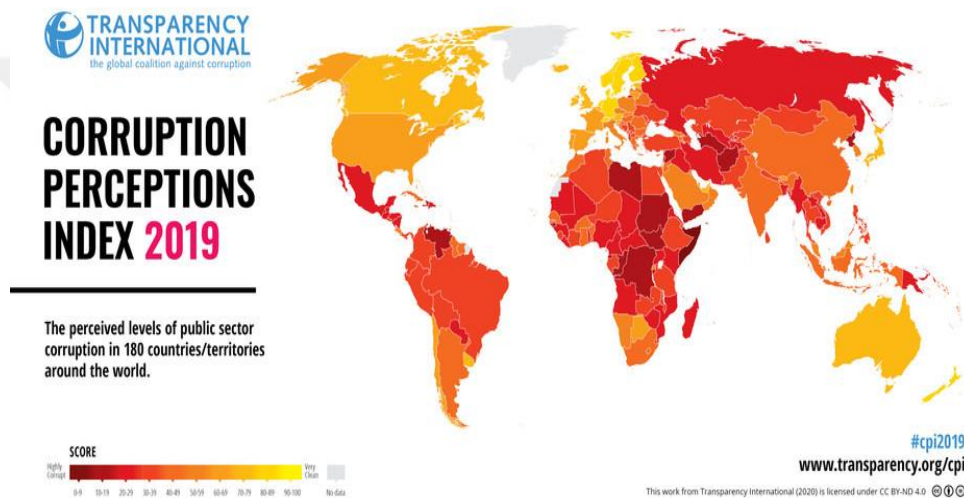 TRANSPARENCY
INTERNATIONAL
the global coalition against corruption
CORRUPTION
PERCEPTIONS
INDEX 2019
The perceived levels of public sector
corruption in 180 countries/territories
around the world.
SCORE
Highly
Corrupt
Very
Clean
0-9 10-19 20-29 30-39 40-49 50-59 60-69 70-79 80-89 90-100 No data
#cpi2019
www.transparency.org/cpi
This work from Transparency International (2020) is licensed under CC BY-ND 4.0